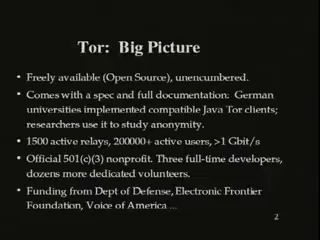 Tor: Big Picture
• Freely available (Open Source), unencumbered.
• Comes with a spec and full documentation: German
universities implemented compatible Java Tor clients;
researchers use it to study anonymity.
• 1500 active relays, 200000+ active users, >1 Gbit/s
• Official 501(c)(3) nonprofit. Three full-time developers,
dozens more dedicated volunteers.
• Funding from Dept of Defense, Electronic Frontier
Foundation, Voice of America ...
2